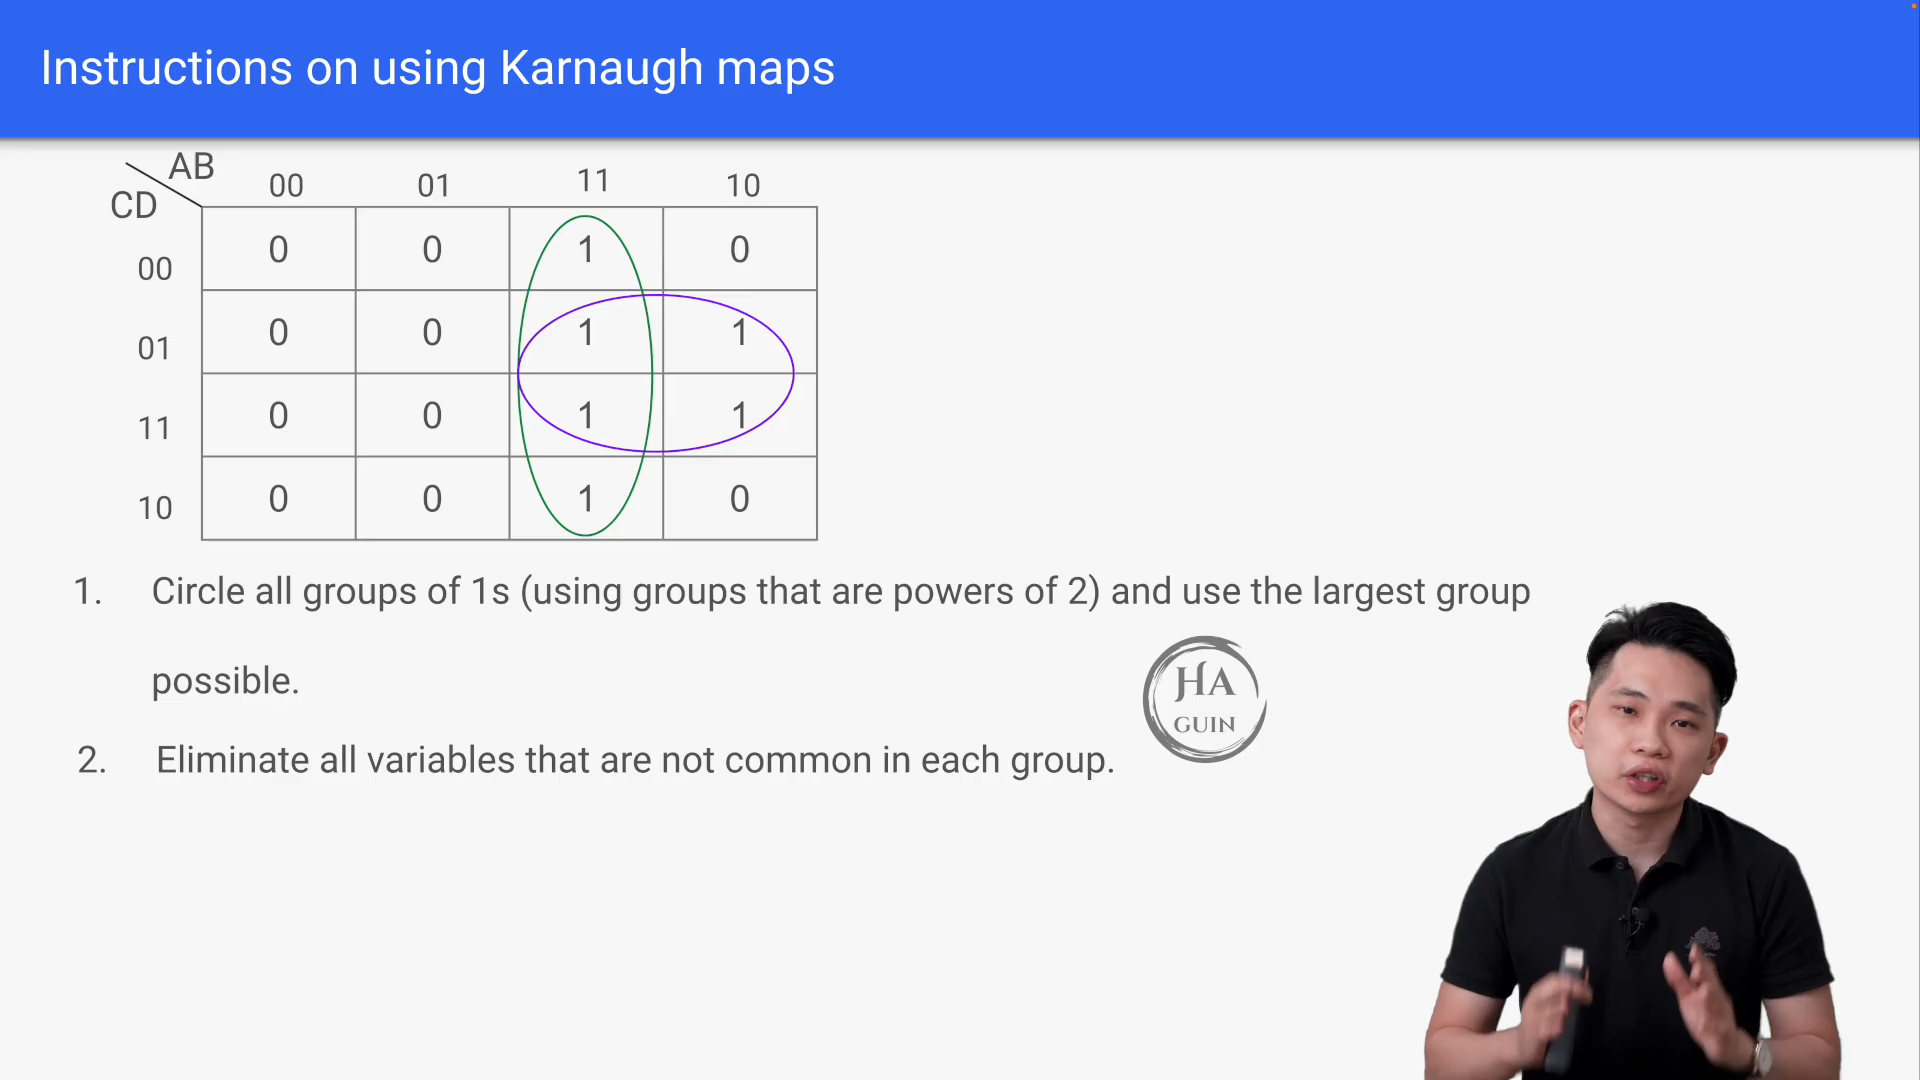 Instructions on using Karnaugh maps
AB
CD
00 01 11 10
00 0 0 1 0
01 0 0 1 1
11 0 0 1 1
10 0 0 1 0
1. Circle all groups of 1s (using groups that are powers of 2) and use the largest group
possible.
2. Eliminate all variables that are not common in each group.
HA
GUIN